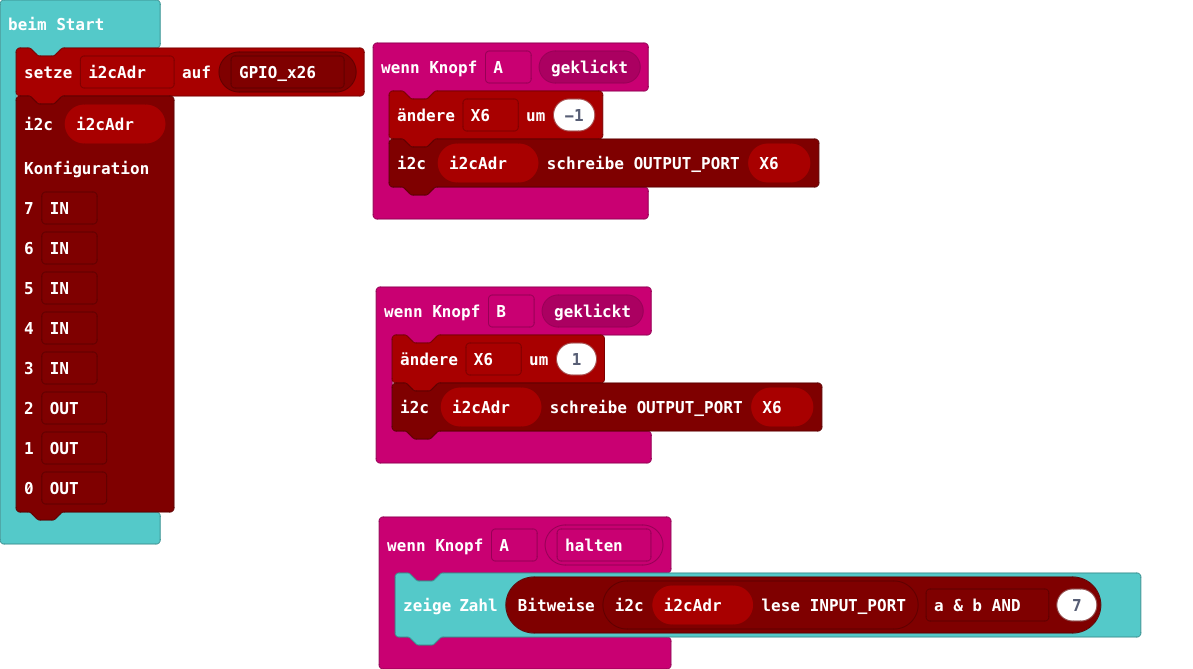 beim Start
setze i2cAdr auf GPIO_x26
i2c i2cAdr
Konfiguration
7 IN
6 IN
5 IN
4 IN
3 IN
2 OUT
1 OUT
0 OUT
wenn Knopf A geklickt
ändere X6 um −1
i2c i2cAdr schreibe OUTPUT_PORT X6
wenn Knopf B geklickt
ändere X6 um 1
i2c i2cAdr schreibe OUTPUT_PORT X6
wenn Knopf A halten
zeige Zahl Bitweise i2c i2cAdr lese INPUT_PORT a & b AND 7